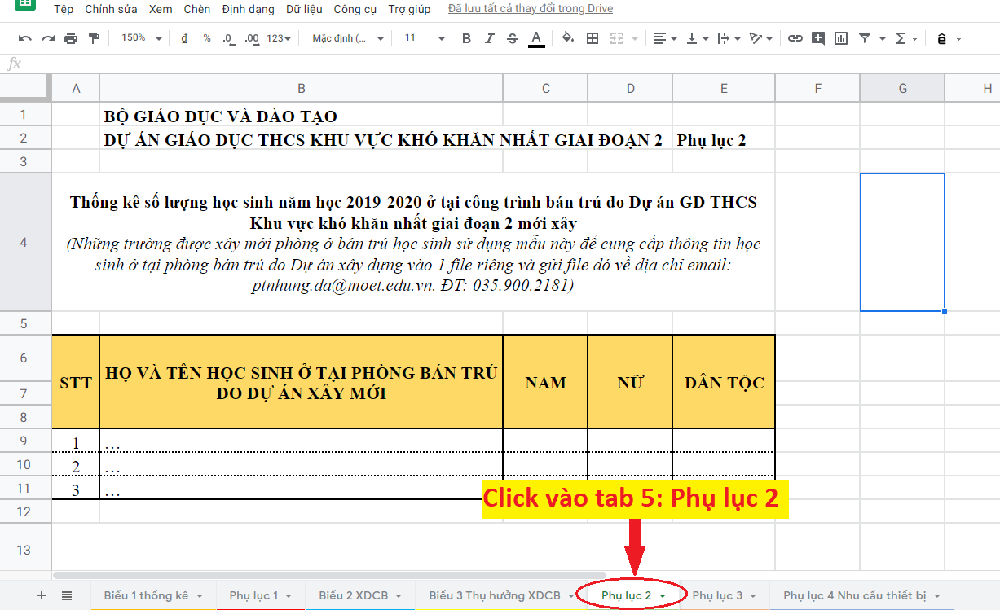 Tệp Chỉnh sửa Xem Chèn Định dạng Dữ liệu Công cụ Trợ giúp Đã lưu tất cả thay đổi trong Drive
150% đ % .0 .00 123 Mặc định (... 11 B I S A Σ ê
fx
A B C D E F G H
1 BỘ GIÁO DỤC VÀ ĐÀO TẠO
2 DỰ ÁN GIÁO DỤC THCS KHU VỰC KHÓ KHĂN NHẤT GIAI ĐOẠN 2 Phụ lục 2
3
Thống kê số lượng học sinh năm học 2019-2020 ở tại công trình bán trú do Dự án GD THCS
Khu vực khó khăn nhất giai đoạn 2 mới xây
4 (Những trường được xây mới phòng ở bán trú học sinh sử dụng mẫu này để cung cấp thông tin học
sinh ở tại phòng bán trú do Dự án xây dựng vào 1 file riêng và gửi file đó về địa chỉ email:
ptnhung.da@moet.edu.vn. ĐT: 035.900.2181)
5
6
HỌ VÀ TÊN HỌC SINH Ở TẠI PHÒNG BÁN TRÚ
STT NAM NỮ DÂN TỘC
7 DO DỰ ÁN XÂY MỚI
8
9 1 ...
10 2 ...
11 3 ...
Click vào tab 5: Phụ lục 2
12
13
+ Biểu 1 thống kê Phụ lục 1 Biểu 2 XDCB Biểu 3 Thụ hưởng XDCB Phụ lục 2 Phụ lục 3 Phụ lục 4 Nhu cầu thiết bị